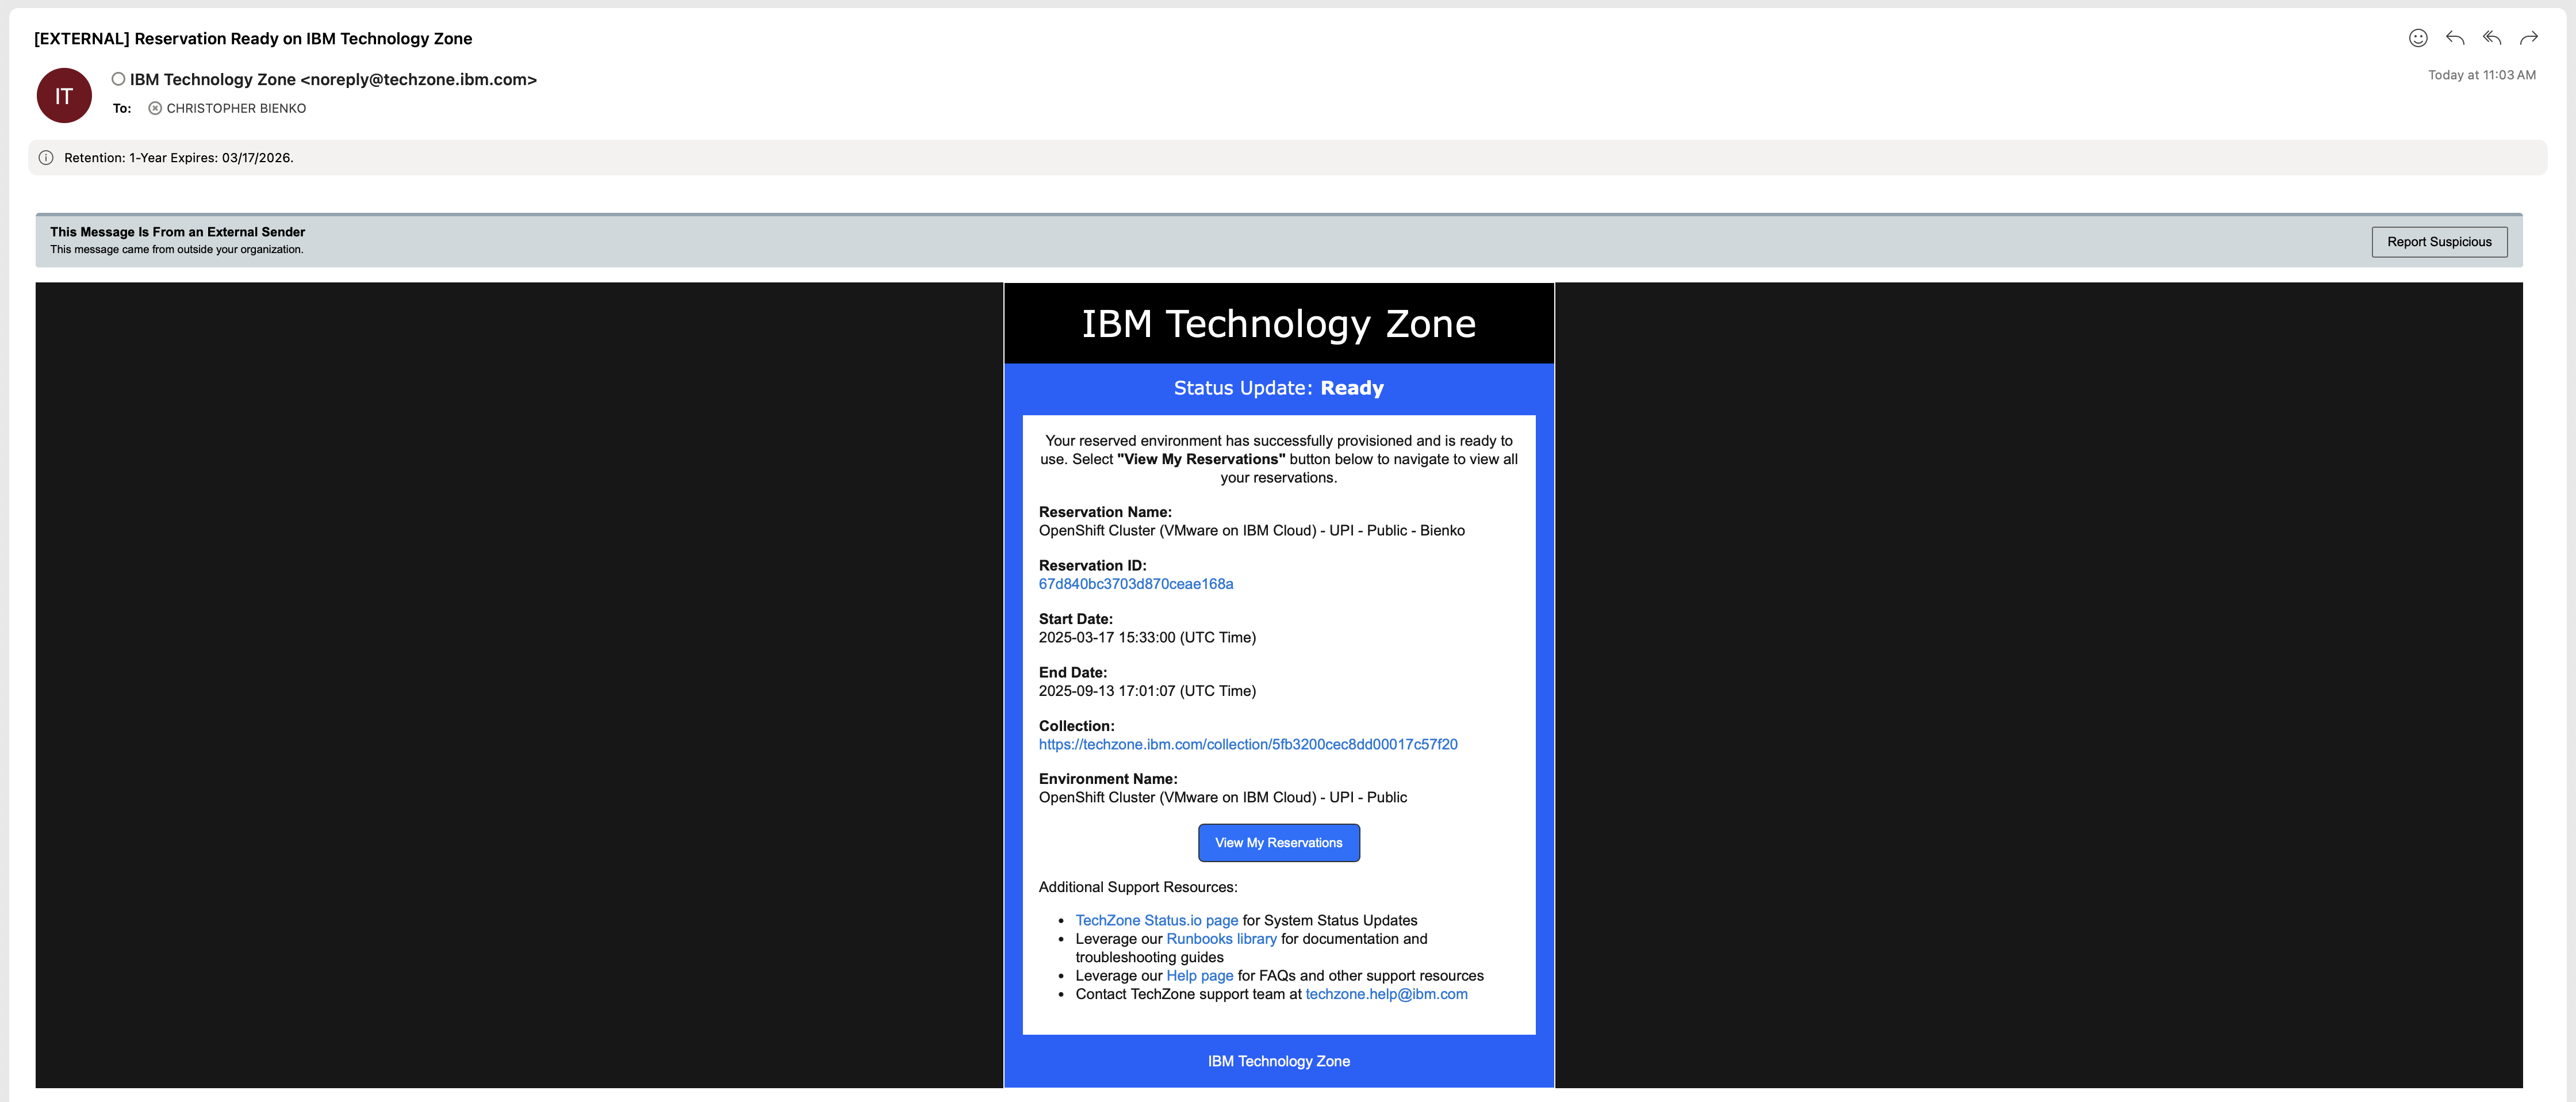 [EXTERNAL] Reservation Ready on IBM Technology Zone
IT
IBM Technology Zone <noreply@techzone.ibm.com>
Today at 11:03 AM
To: CHRISTOPHER BIENKO
Retention: 1-Year Expires: 03/17/2026.
This Message Is From an External Sender
This message came from outside your organization.
Report Suspicious
IBM Technology Zone
Status Update: Ready
Your reserved environment has successfully provisioned and is ready to
use. Select "View My Reservations" button below to navigate to view all
your reservations.
Reservation Name:
OpenShift Cluster (VMware on IBM Cloud) - UPI - Public - Bienko
Reservation ID:
67d840bc3703d870ceae168a
Start Date:
2025-03-17 15:33:00 (UTC Time)
End Date:
2025-09-13 17:01:07 (UTC Time)
Collection:
https://techzone.ibm.com/collection/5fb3200cec8dd00017c57f20
Environment Name:
OpenShift Cluster (VMware on IBM Cloud) - UPI - Public
View My Reservations
Additional Support Resources:
• TechZone Status.io page for System Status Updates
• Leverage our Runbooks library for documentation and
troubleshooting guides
• Leverage our Help page for FAQs and other support resources
• Contact TechZone support team at techzone.help@ibm.com
IBM Technology Zone